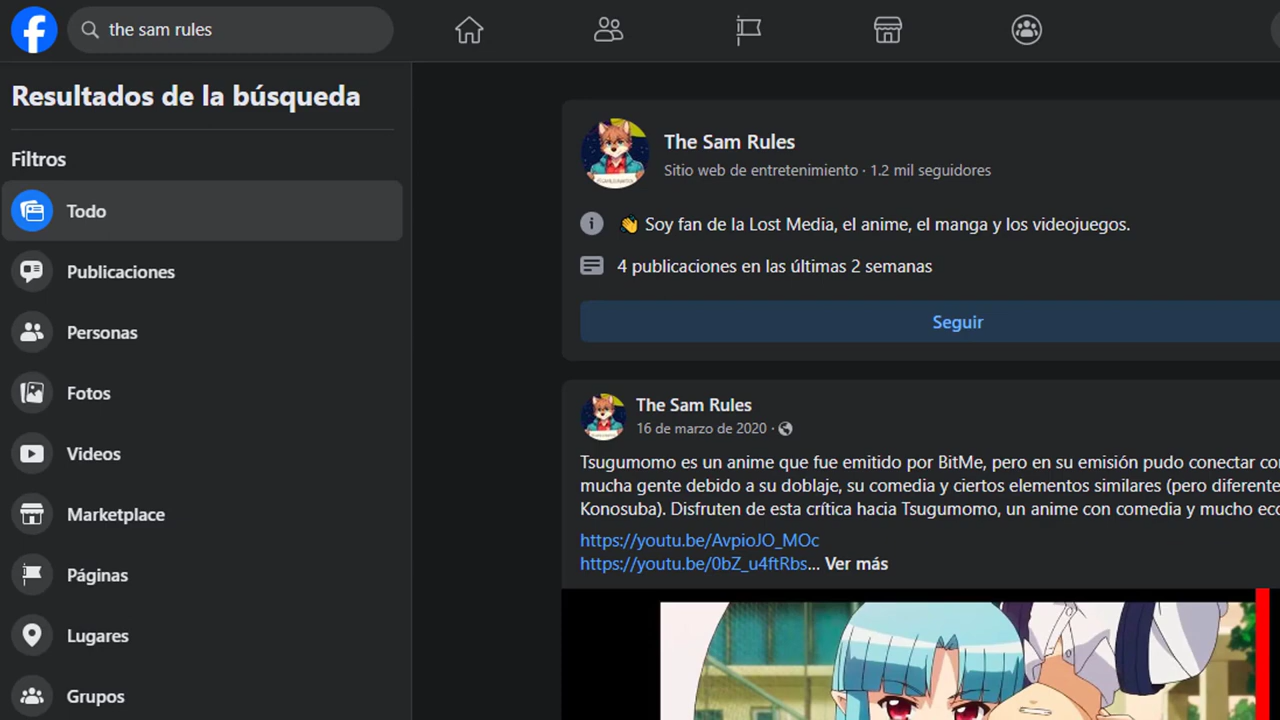 the sam rules
Resultados de la búsqueda
Filtros
Todo
Publicaciones
Personas
Fotos
Videos
Marketplace
Páginas
Lugares
Grupos
The Sam Rules
Sitio web de entretenimiento · 1.2 mil seguidores
👋 Soy fan de la Lost Media, el anime, el manga y los videojuegos.
4 publicaciones en las últimas 2 semanas
Seguir
The Sam Rules
16 de marzo de 2020 ·
Tsugumomo es un anime que fue emitido por BitMe, pero en su emisión pudo conectar
mucha gente debido a su doblaje, su comedia y ciertos elementos similares (pero diferente
Konosuba). Disfruten de esta crítica hacia Tsugumomo, un anime con comedia y mucho
https://youtu.be/AvpioJO_MOc
https://youtu.be/0bZ_u4ftRbs... Ver más